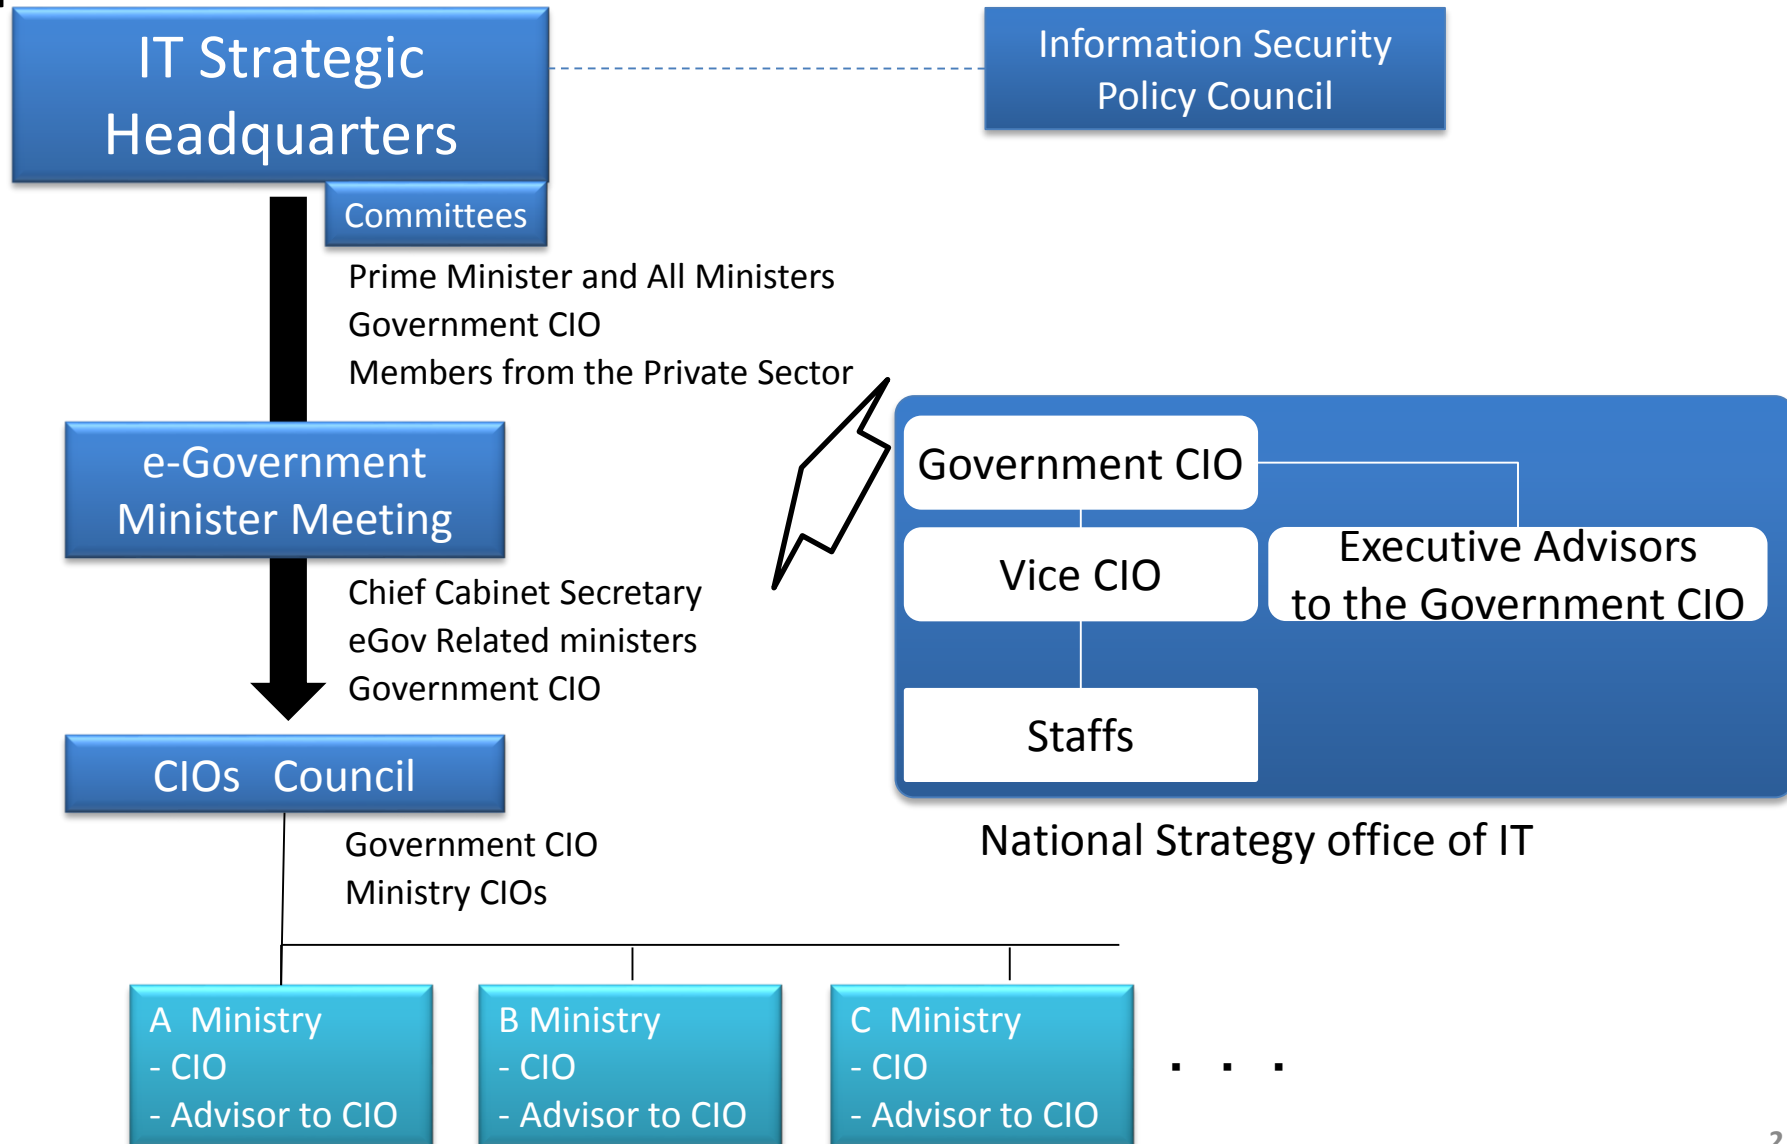 IT Strategic
Headquarters
Information Security
Policy Council
Committees
Prime Minister and All Ministers
Government CIO
Members from the Private Sector
e-Government
Minister Meeting
Chief Cabinet Secretary
eGov Related ministers
Government CIO
CIOs Council
Government CIO
Ministry CIOs
Government CIO
Vice CIO
Executive Advisors
to the Government CIO
Staffs
National Strategy office of IT
A Ministry
- CIO
- Advisor to CIO
B Ministry
- CIO
- Advisor to CIO
C Ministry
- CIO
- Advisor to CIO
. . .
2